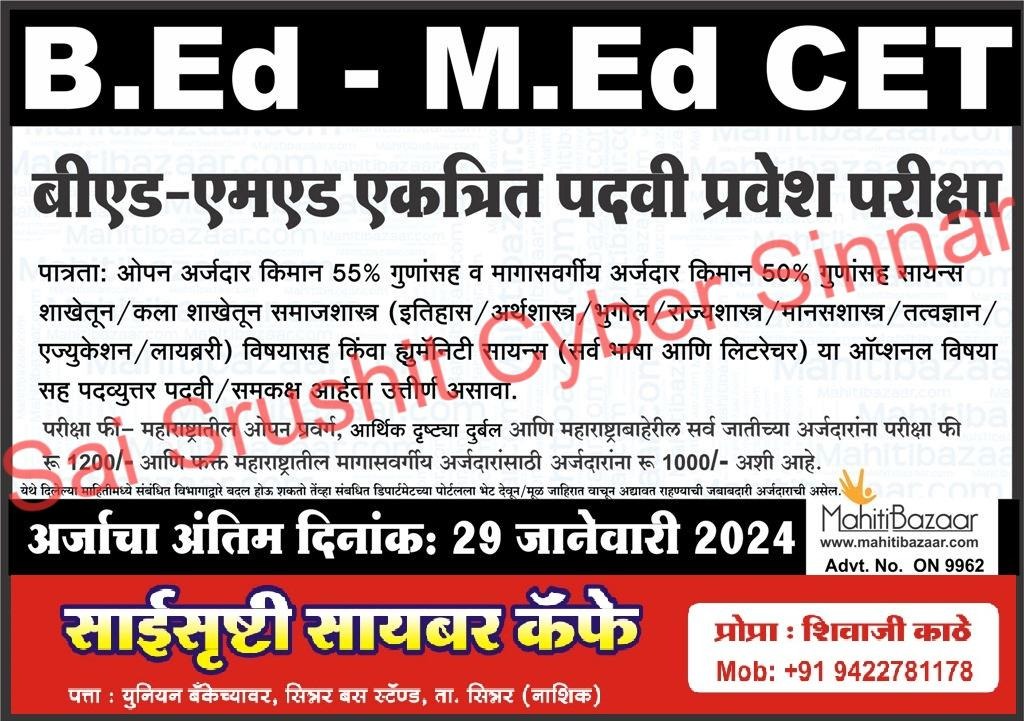 B.Ed - M.Ed CET
बीएड-एमएड एकत्रित पदवी प्रवेश परीक्षा
पात्रता: ओपन अर्जदार किमान 55% गुणांसह व मागासवर्गीय अर्जदार किमान 50% गुणांसह सायन्स
शाखेतून/कला शाखेतून समाजशास्त्र (इतिहास/अर्थशास्त्र/भुगोल/राज्यशास्त्र/मानसशास्त्र/तत्वज्ञान/
एज्युकेशन/लायब्ररी) विषयासह किंवा ह्युमॅनिटी सायन्स (सर्व भाषा आणि लिटरेचर) या ऑप्शनल विषया
सह पदव्युत्तर पदवी/समकक्ष आर्हता उत्तीर्ण असावा.
परीक्षा फी– महाराष्ट्रातील ओपन प्रवर्ग, आर्थिक दृष्ट्या दुर्बल आणि महाराष्ट्राबाहेरील सर्व जातीच्या अर्जदारांना परीक्षा फी
रू 1200/- आणि फक्त महाराष्ट्रातील मागासवर्गीय अर्जदारांसाठी अर्जदारांना रू 1000/- अशी आहे.
येथे दिलेल्या माहितीमध्ये संबंधित विभागाद्वारे बदल होऊ शकतो तेंव्हा संबंधित डिपार्टमेंटच्या पोर्टलला भेट देवून/मूळ जाहिरात वाचून अद्यावत राहण्याची जबाबदारी अर्जदाराची असेल.
Sai Srushit Cyber Sinnar
अर्जाचा अंतिम दिनांक: 29 जानेवारी 2024
MahitiBazaar
www.mahitibazaar.com
Advt. No. ON 9962
साईसृष्टी सायबर कॅफे
पत्ता : युनियन बँकेच्यावर, सिन्नर बस स्टॅण्ड, ता. सिन्नर (नाशिक)
प्रोप्रा : शिवाजी काठे
Mob: +91 9422781178